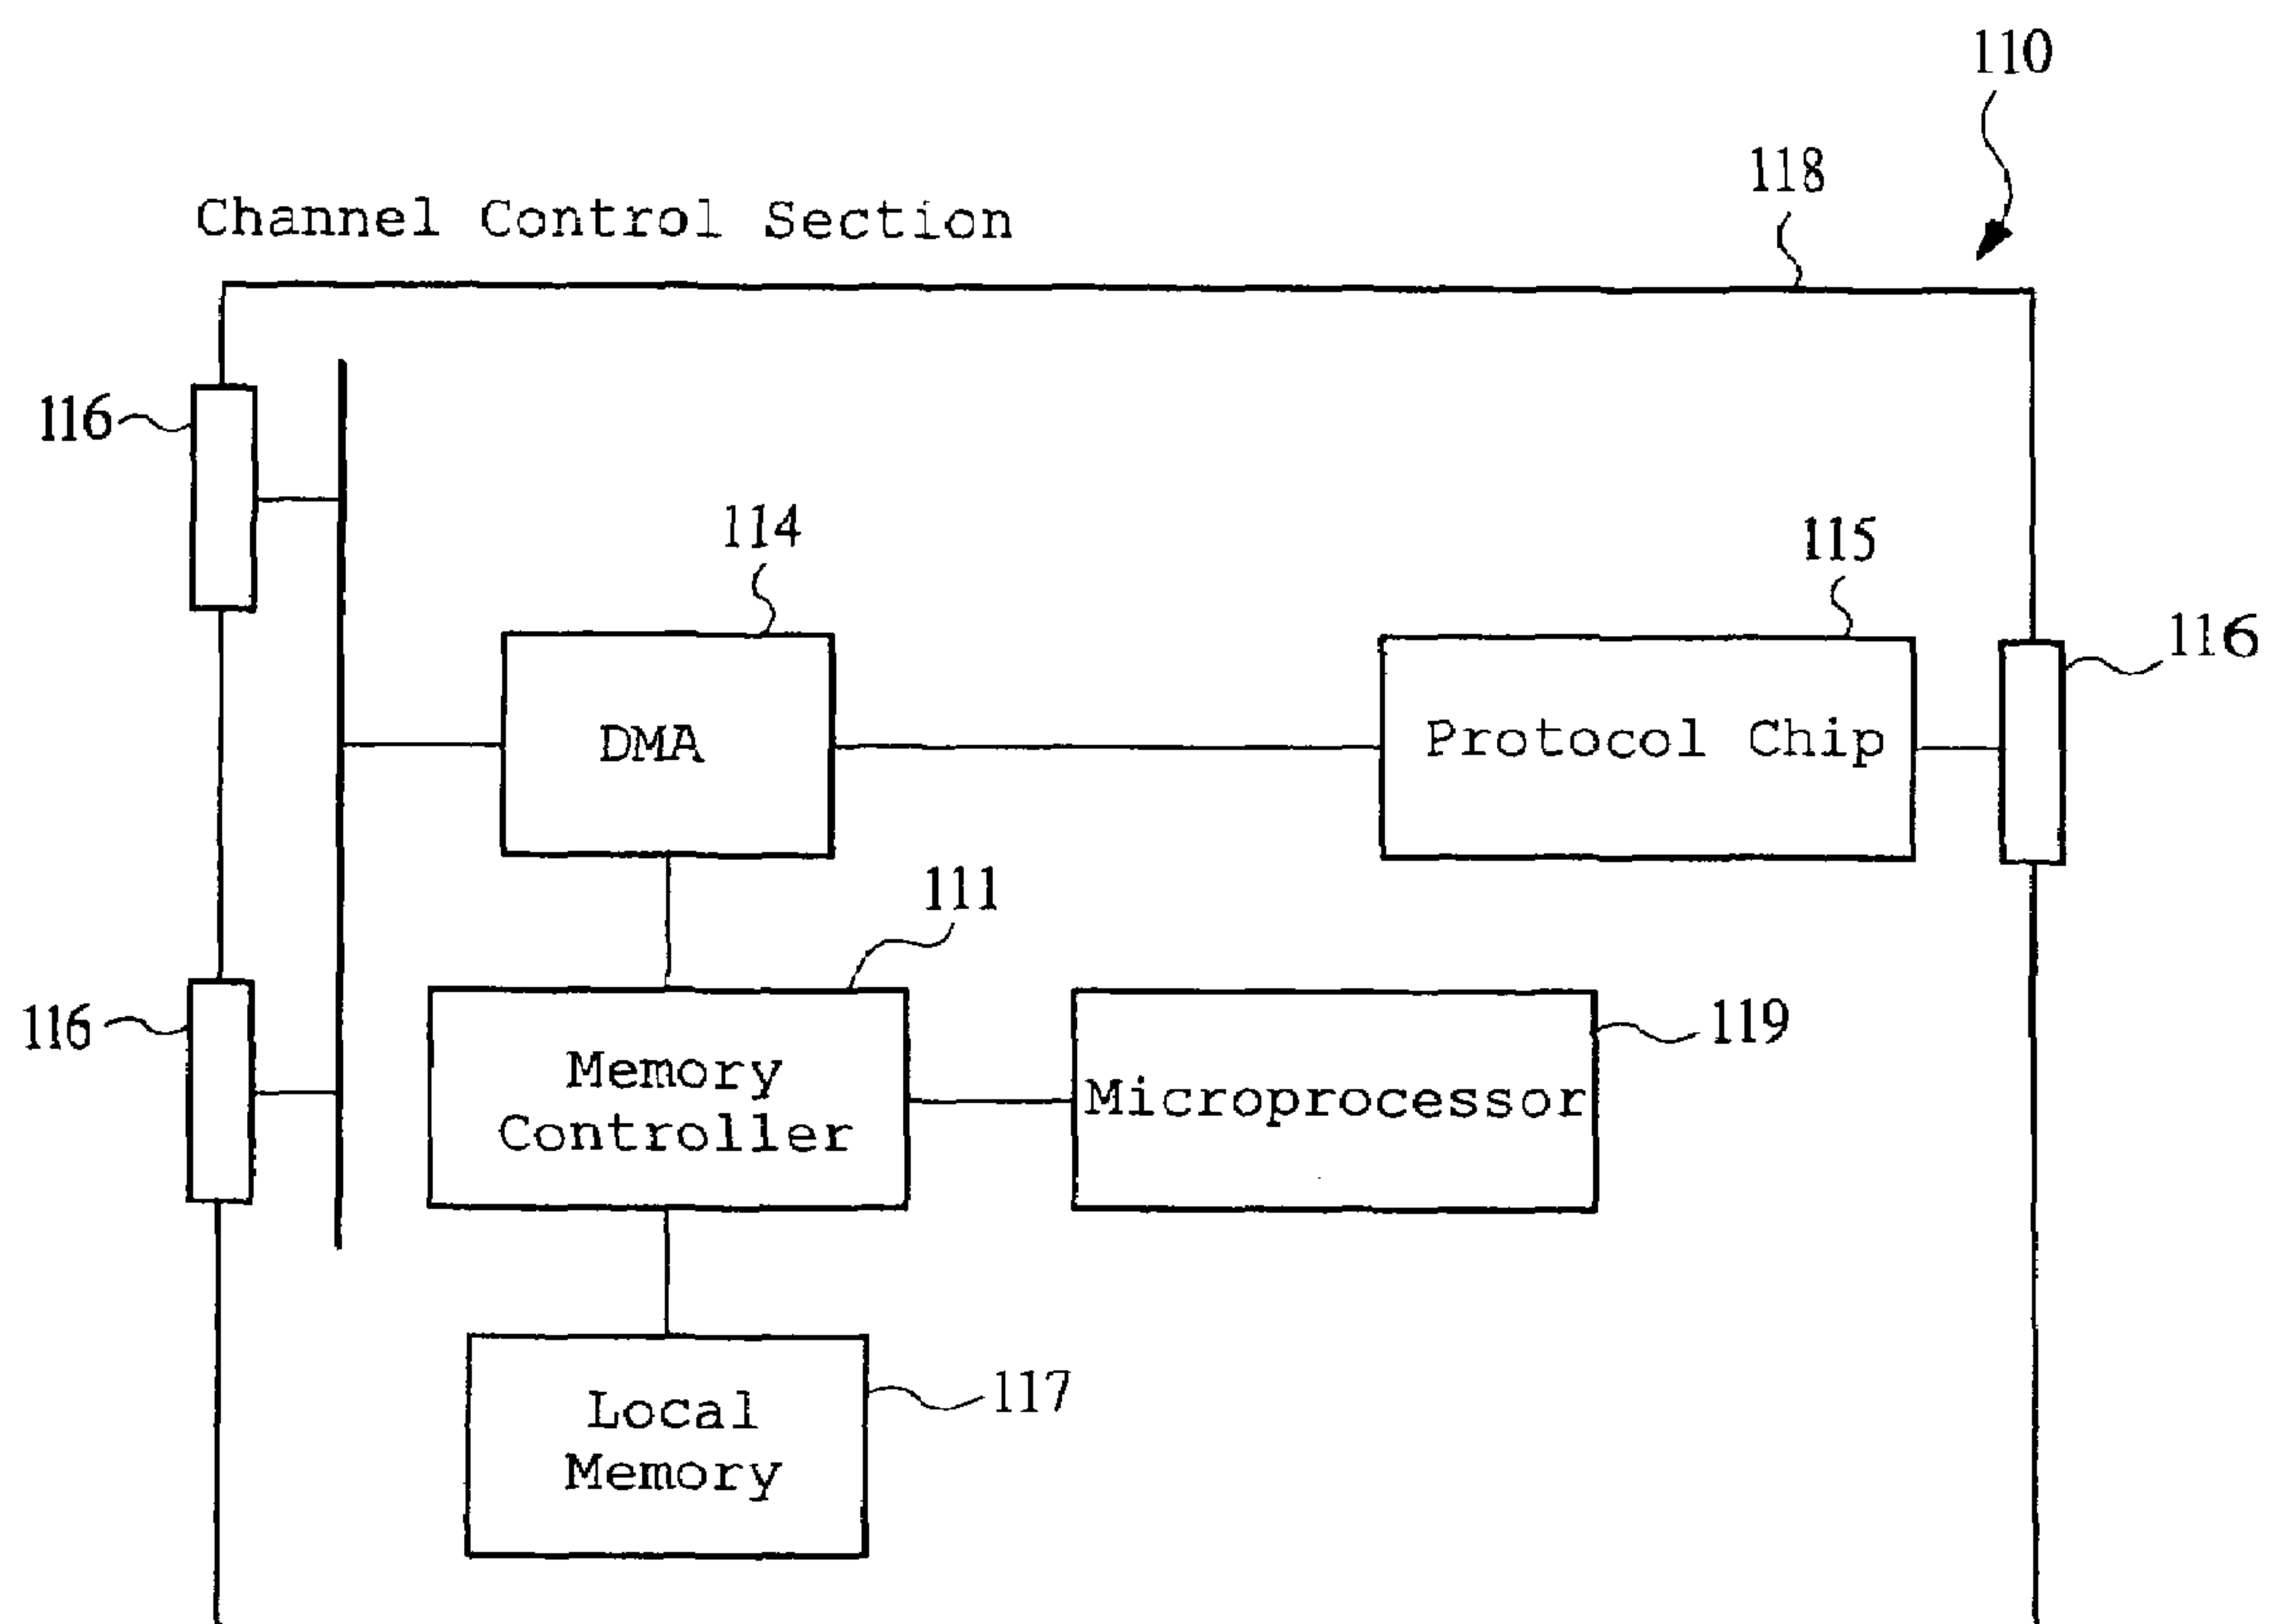 110
118
Channel Control Section
116
114
115
116
DMA
Protocol Chip
111
116
119
Memory
Controller
Microprocessor
117
Local
Memory